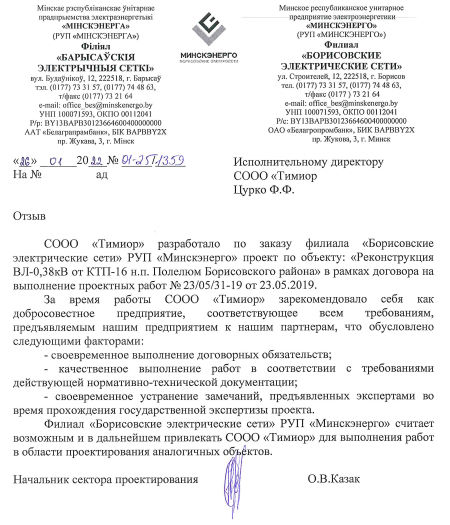 Мінскае рэспубліканскае унітарнае
прадпрыемства электраэнергетыкі
«МІНСКЭНЕРГА»
(РУП «МІНСКЭНЕРГА»)
Філіял
«БАРЫСАЎСКІЯ
ЭЛЕКТРЫЧНЫЯ СЕТКІ»
вул. Будаўнікоў, 12, 222518, г. Барысаў
тэл. (0177) 73 31 57, (0177) 74 48 63,
т/факс (0177) 73 21 64
e-mail: office_bes@minskenergo.by
УНП 100071593, ОКПО 00112041
Р/р: BY13BAPB30123664600400000000
ААТ «Белаграпрамбанк», БИК BAPBBY2X
пр. Жукова, 3, г. Мінск
МИНСКЭНЕРГО
БОРИСОВСКИЕ ЭЛЕКТРИЧЕСКИЕ СЕТИ
Минское республиканское унитарное
предприятие электроэнергетики
«МИНСКЭНЕРГО»
(РУП «МИНСКЭНЕРГО»)
Филиал
«БОРИСОВСКИЕ
ЭЛЕКТРИЧЕСКИЕ СЕТИ»
ул. Строителей, 12, 222518, г. Борисов
тел. (0177) 73 31 57, (0177) 74 48 63,
т/факс (0177) 73 21 64
e-mail: office_bes@minskenergo.by
УНП 100071593, ОКПО 00112041
Р/с: BY13BAPB30123664600400000000
ОАО «Белагропромбанк», БИК BAPBBY2X
пр. Жукова, 3, г. Минск
«26» 01 2022 № 01-25Т/1359
На № ад
Исполнительному директору
СООО «Тимиор
Цурко Ф.Ф.
Отзыв
СООО «Тимиор» разработало по заказу филиала «Борисовские
электрические сети» РУП «Минскэнерго» проект по объекту: «Реконструкция
ВЛ-0,38кВ от КТП-16 н.п. Полелюм Борисовского района» в рамках договора на
выполнение проектных работ № 23/05/31-19 от 23.05.2019.
За время работы СООО «Тимиор» зарекомендовало себя как
добросовестное предприятие, соответствующее всем требованиям,
предъявляемым нашим предприятием к нашим партнерам, что обусловлено
следующими факторами:
- своевременное выполнение договорных обязательств;
- качественное выполнение работ в соответствии с требованиями
действующей нормативно-технической документации;
- своевременное устранение замечаний, предъявленных экспертами во
время прохождения государственной экспертизы проекта.
Филиал «Борисовские электрические сети» РУП «Минскэнерго» считает
возможным и в дальнейшем привлекать СООО «Тимиор» для выполнения работ
в области проектирования аналогичных объектов.
Начальник сектора проектирования О.В.Казак